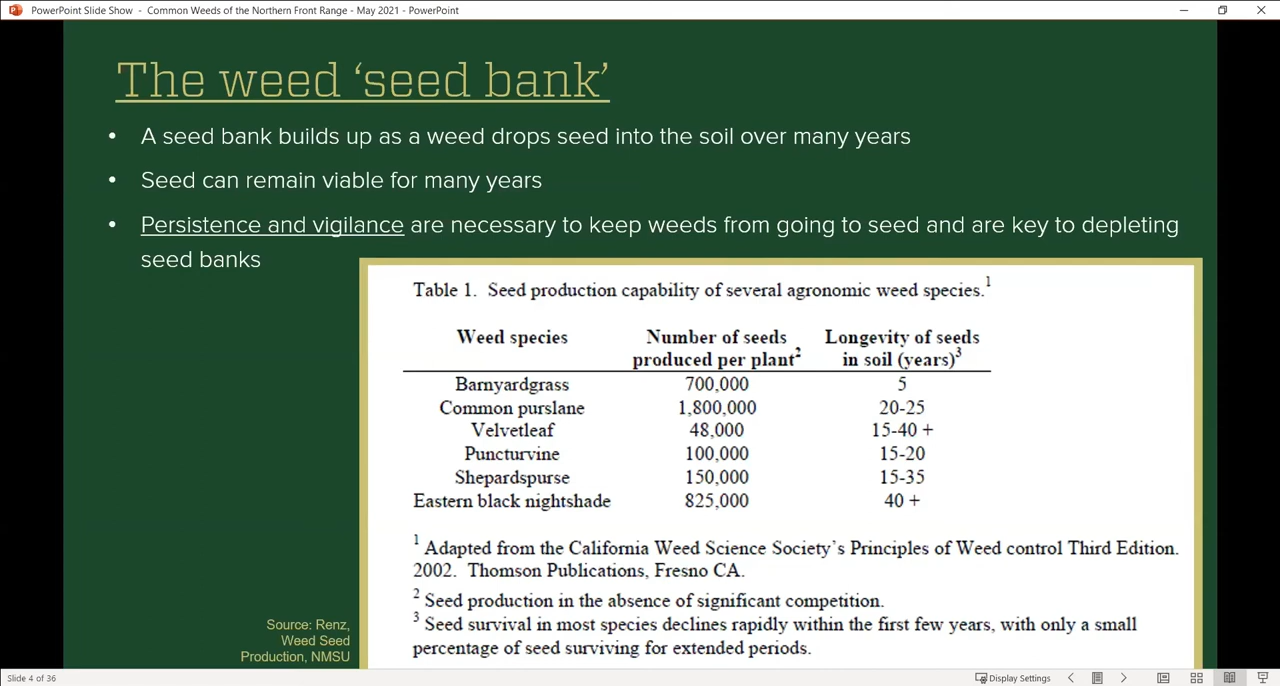 PowerPoint Slide Show - Common Weeds of the Northern Front Range - May 2021 - PowerPoint
The weed ‘seed bank’
• A seed bank builds up as a weed drops seed into the soil over many years
• Seed can remain viable for many years
• Persistence and vigilance are necessary to keep weeds from going to seed and are key to depleting
seed banks
Table 1. Seed production capability of several agronomic weed species.1
Weed species Number of seeds Longevity of seeds
produced per plant2 in soil (years)3
Barnyardgrass 700,000 5
Common purslane 1,800,000 20-25
Velvetleaf 48,000 15-40 +
Puncturvine 100,000 15-20
Shepardspurse 150,000 15-35
Eastern black nightshade 825,000 40 +
1 Adapted from the California Weed Science Society’s Principles of Weed control Third Edition.
2002. Thomson Publications, Fresno CA.
2 Seed production in the absence of significant competition.
3 Seed survival in most species declines rapidly within the first few years, with only a small
percentage of seed surviving for extended periods.
Source: Renz,
Weed Seed
Production, NMSU
Slide 4 of 36 Display Settings